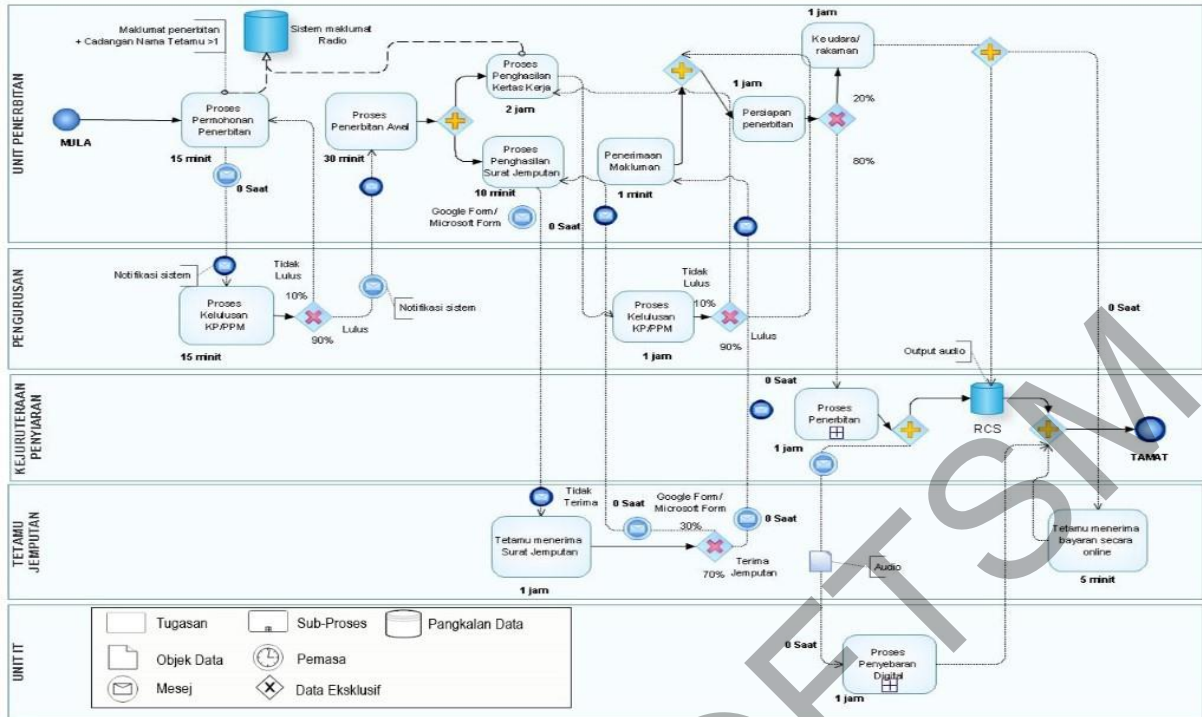 UNIT PENERBITAN
Maklumat penerbitan
+ Cadangan Nama Tetamu >1
Sistem maklumat
Radio
MULA
Proses
Permohonan
Penerbitan
15 minit
0 Saat
Proses
Penerbitan Awal
30 minit
Proses
Penghasilan
Kertas Kerja
2 jam
Proses
Penghasilan
Surat Jemputan
10 minit
Google Form/
Microsoft Form
0 Saat
Penerimaan
Makluman
1 minit
1 jam
Persiapan
penerbitan
1 jam
Ke udara/
rakaman
20%
80%
PENGURUSAN
Notifikasi sistem
Proses
Kelulusan
KP/PPM
15 minit
Tidak
Lulus
10%
90%
Lulus
Notifikasi sistem
Proses
Kelulusan
KP/PPM
1 jam
Tidak
Lulus
10%
90%
Lulus
0 Saat
KEJURUTERAAN
PENYIARAN
0 Saat
Proses
Penerbitan
1 jam
Output audio
RCS
TAMAT
TETAMU
JEMPUTAN
Tidak
Terima
Tetamu menerima
Surat Jemputan
1 jam
0 Saat
Google Form/
Microsoft Form
30%
70%
Terima
Jemputan
0 Saat
Audio
Tetamu menerima
bayaran secara
online
5 minit
UNIT IT
Tugasan
Sub-Proses
Pangkalan Data
Objek Data
Pemasa
Mesej
Data Eksklusif
0 Saat
Proses
Penyebaran
Digital
1 jam
FTSM